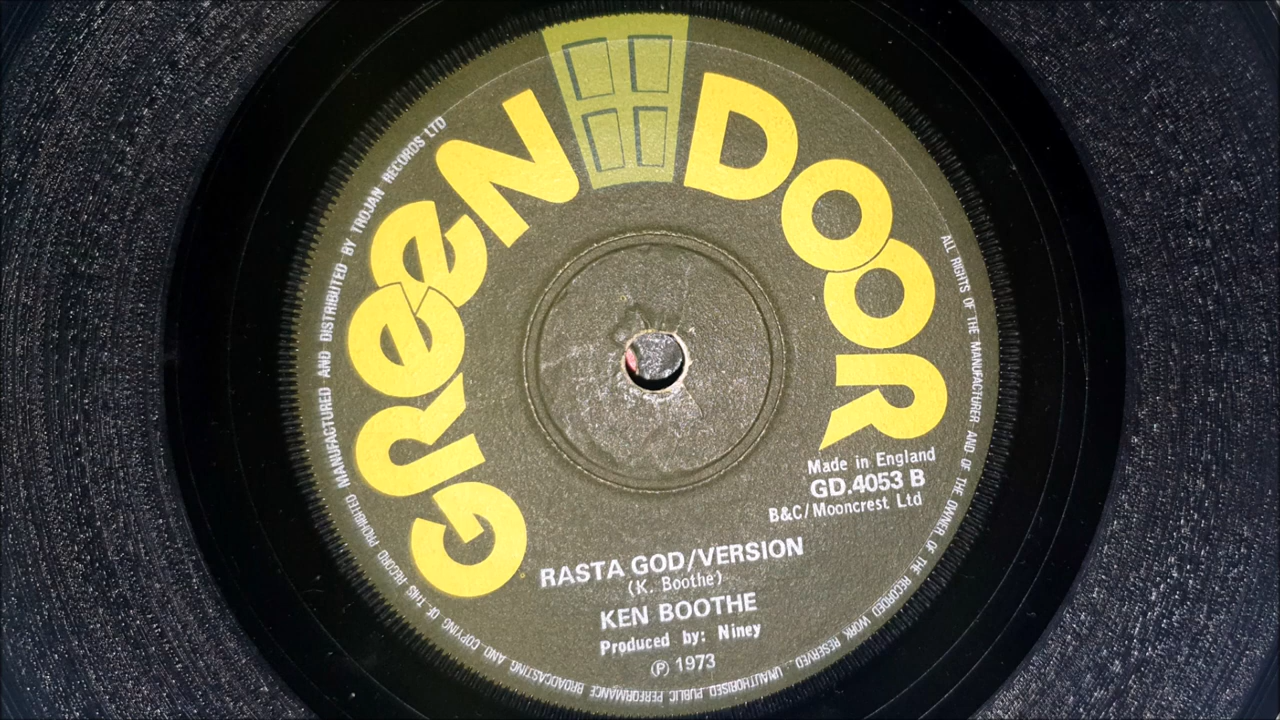 GREEN DOOR
Made in England
GD.4053 B
B&C/Mooncrest Ltd
RASTA GOD/VERSION
(K. Boothe)
KEN BOOTHE
Produced by: Niney
Ⓟ 1973
MANUFACTURED AND DISTRIBUTED BY TROJAN RECORDS LTD
ALL RIGHTS OF THE MANUFACTURER AND OF THE OWNER OF THE RECORDED WORK RESERVED. UNAUTHORISED PUBLIC PERFORMANCE BROADCASTING AND COPYING OF THIS RECORD PROHIBITED